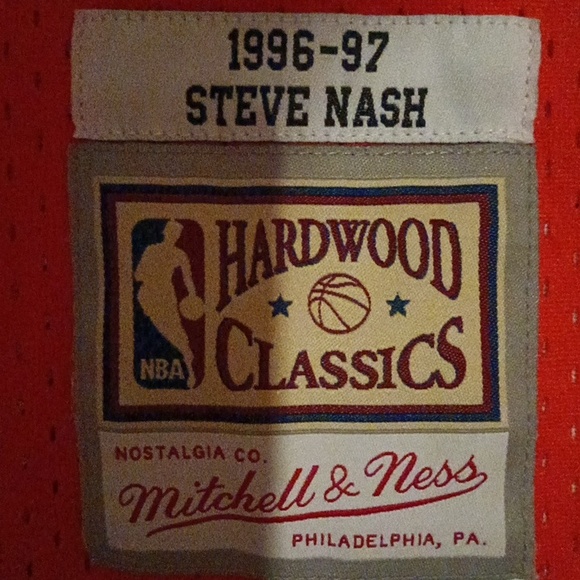 1996-97
STEVE NASH
HARDWOOD
CLASSICS
NBA
NOSTALGIA CO.
Mitchell & Ness
PHILADELPHIA, PA.